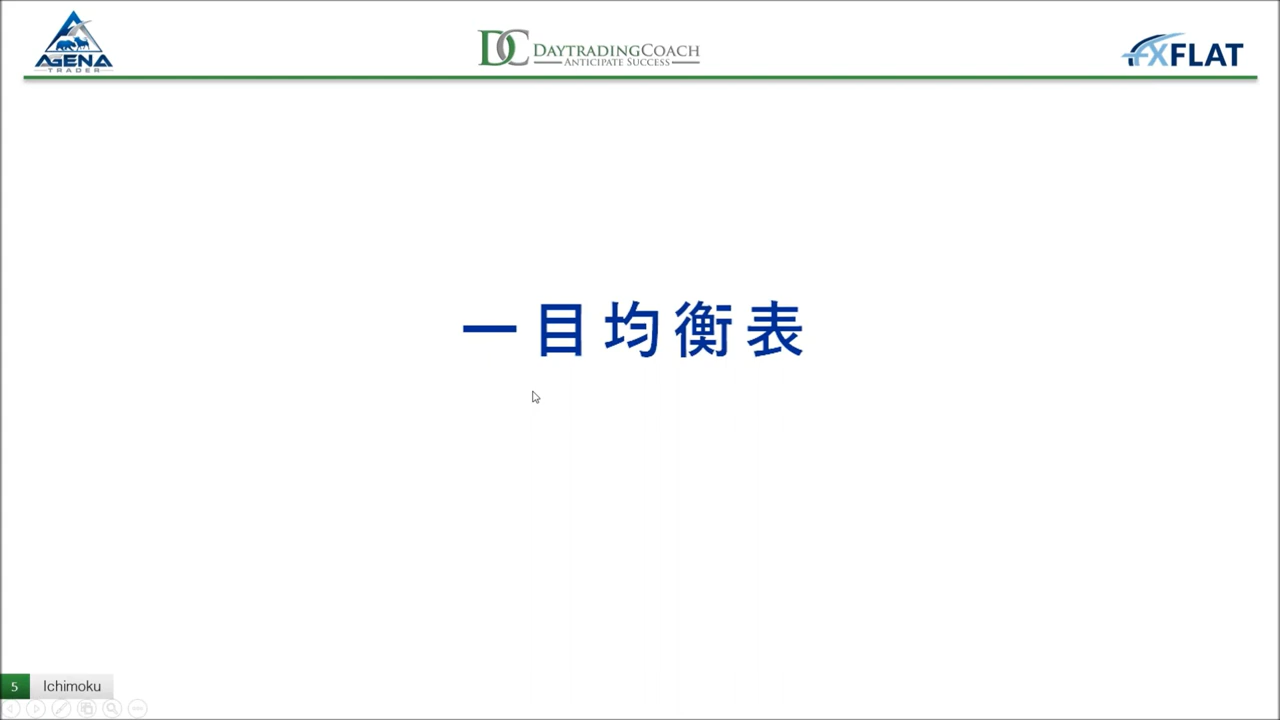 AGENA
TRADER
DC DAYTRADINGCOACH
ANTICIPATE SUCCESS
FXFLAT
一目均衡表
5 Ichimoku